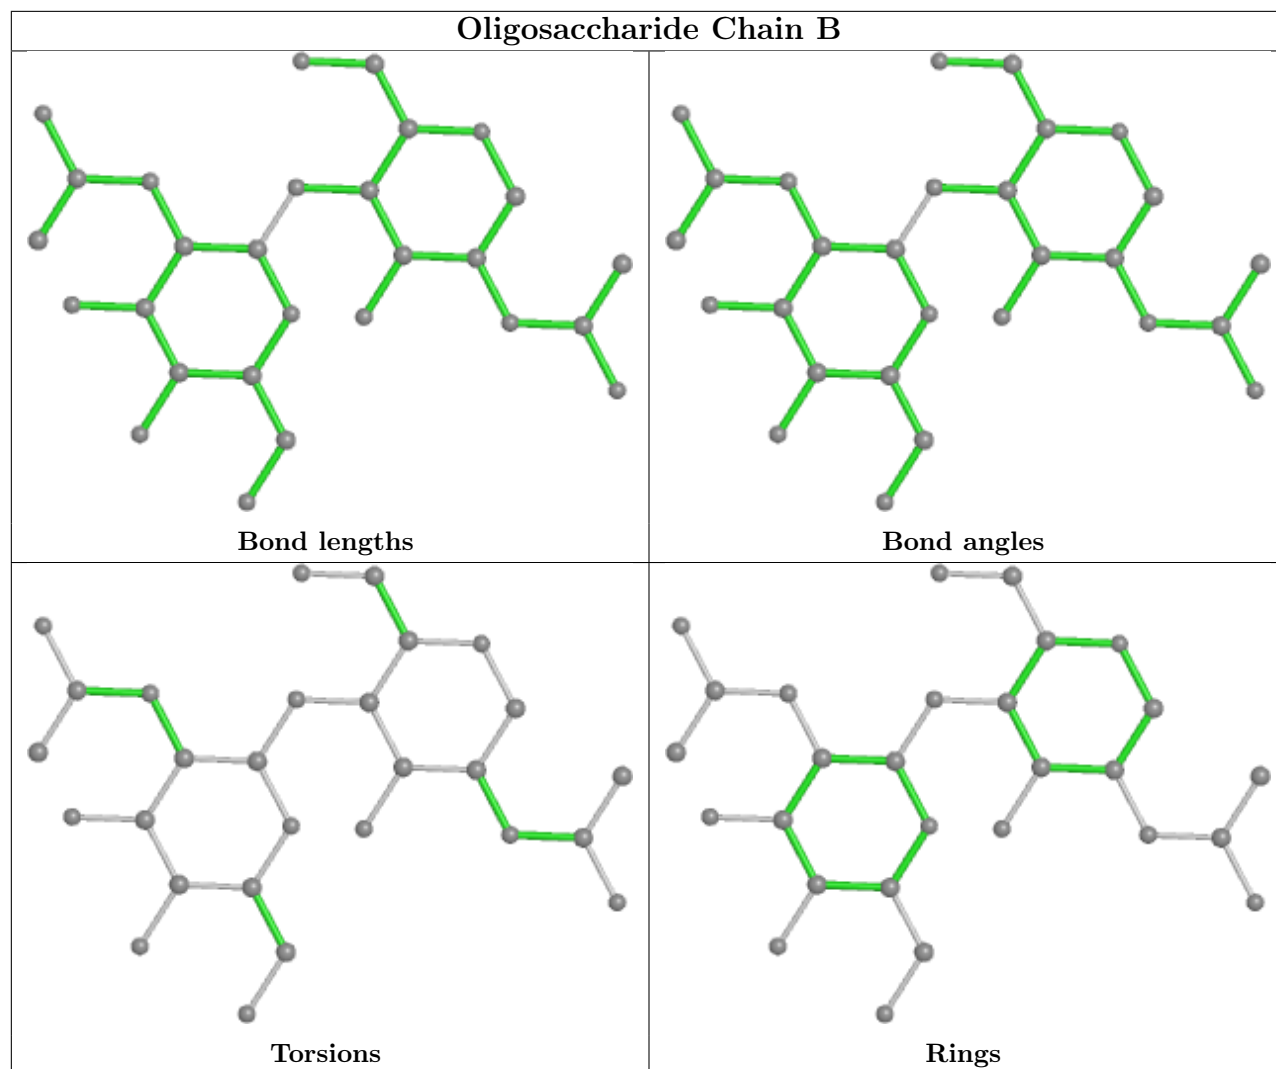 Oligosaccharide Chain B
Bond lengths
Bond angles
Torsions
Rings